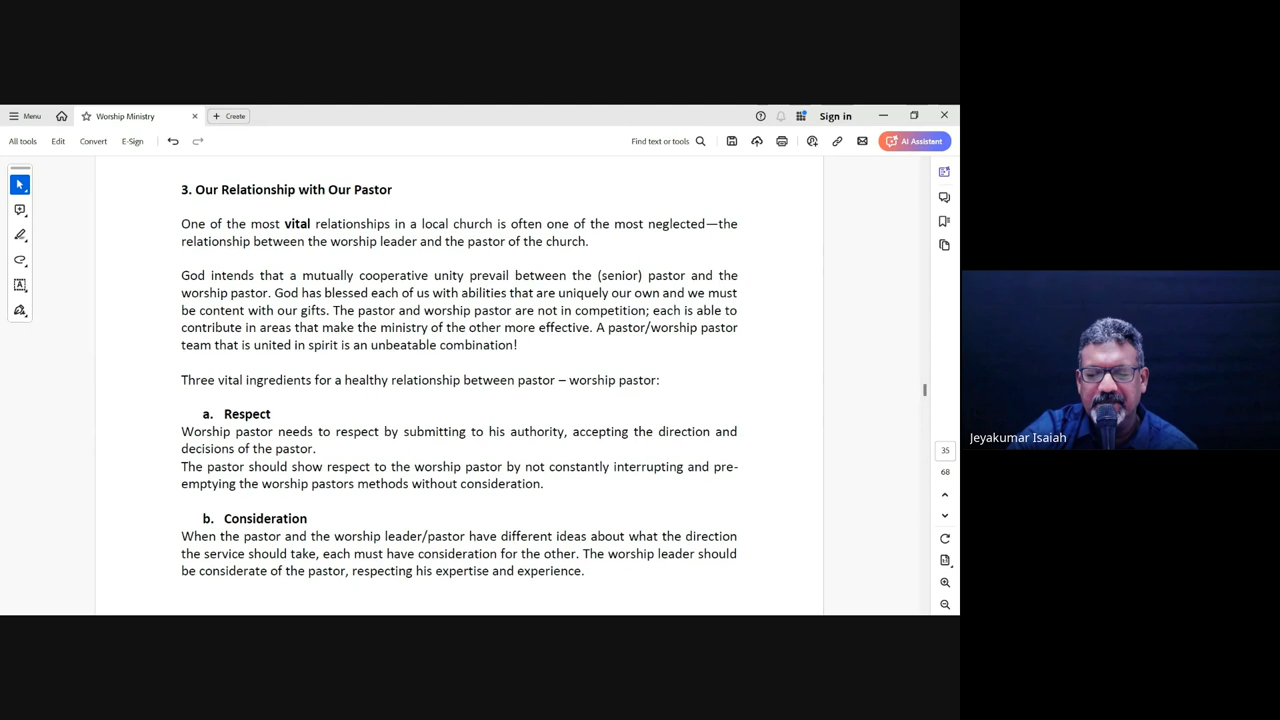 Menu
Worship Ministry
Create
Sign in
All tools
Edit
Convert
E-Sign
Find text or tools
AI Assistant
3. Our Relationship with Our Pastor
One of the most vital relationships in a local church is often one of the most neglected—the
relationship between the worship leader and the pastor of the church.
God intends that a mutually cooperative unity prevail between the (senior) pastor and the
worship pastor. God has blessed each of us with abilities that are uniquely our own and we must
be content with our gifts. The pastor and worship pastor are not in competition; each is able to
contribute in areas that make the ministry of the other more effective. A pastor/worship pastor
team that is united in spirit is an unbeatable combination!
Three vital ingredients for a healthy relationship between pastor – worship pastor:
a. Respect
Worship pastor needs to respect by submitting to his authority, accepting the direction and
decisions of the pastor.
The pastor should show respect to the worship pastor by not constantly interrupting and pre-
emptying the worship pastors methods without consideration.
b. Consideration
When the pastor and the worship leader/pastor have different ideas about what the direction
the service should take, each must have consideration for the other. The worship leader should
be considerate of the pastor, respecting his expertise and experience.
35
68
Jeyakumar Isaiah